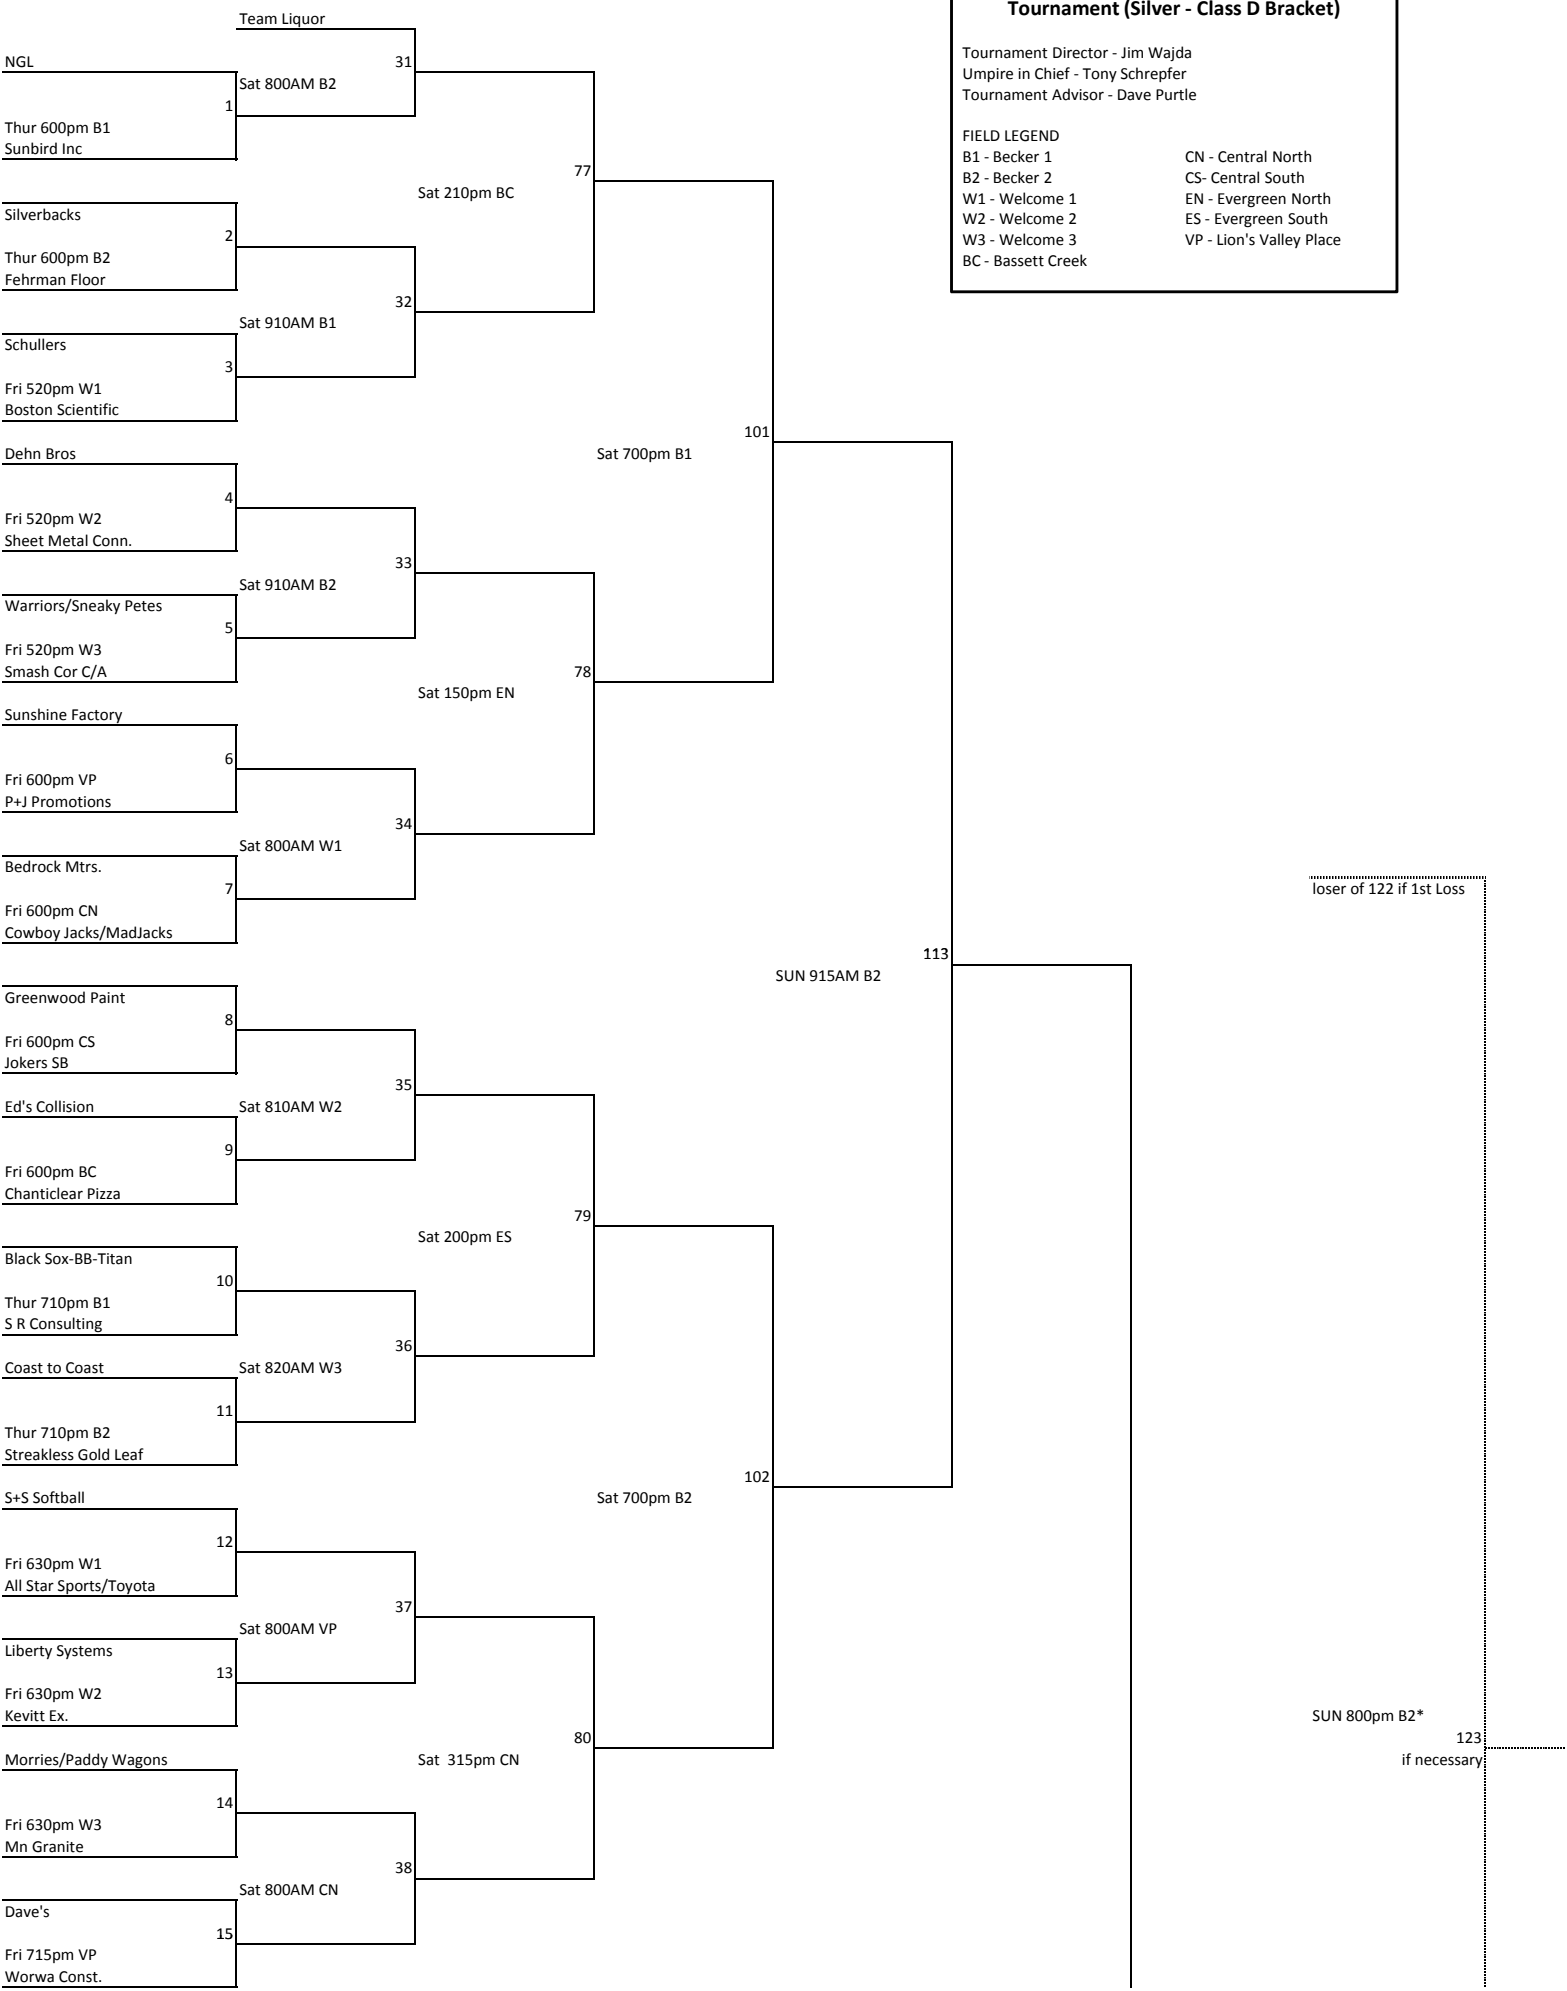 Tournament (Silver - Class D Bracket)
Tournament Director - Jim Wajda
Umpire in Chief - Tony Schrepfer
Tournament Advisor - Dave Purtle
FIELD LEGEND
B1 - Becker 1
CN - Central North
B2 - Becker 2
CS- Central South
W1 - Welcome 1
EN - Evergreen North
W2 - Welcome 2
ES - Evergreen South
W3 - Welcome 3
VP - Lion's Valley Place
BC - Bassett Creek
Team Liquor
31
NGL
Sat 800AM B2
1
Thur 600pm B1
Sunbird Inc
77
Sat 210pm BC
Silverbacks
2
Thur 600pm B2
Fehrman Floor
32
Sat 910AM B1
Schullers
3
Fri 520pm W1
Boston Scientific
101
Sat 700pm B1
Dehn Bros
4
Fri 520pm W2
Sheet Metal Conn.
33
Sat 910AM B2
Warriors/Sneaky Petes
5
Fri 520pm W3
Smash Cor C/A
78
Sat 150pm EN
Sunshine Factory
6
Fri 600pm VP
P+J Promotions
34
Sat 800AM W1
Bedrock Mtrs.
7
Fri 600pm CN
Cowboy Jacks/MadJacks
loser of 122 if 1st Loss
113
SUN 915AM B2
Greenwood Paint
8
Fri 600pm CS
Jokers SB
35
Ed's Collision
Sat 810AM W2
9
Fri 600pm BC
Chanticlear Pizza
79
Sat 200pm ES
Black Sox-BB-Titan
10
Thur 710pm B1
S R Consulting
36
Coast to Coast
Sat 820AM W3
11
Thur 710pm B2
Streakless Gold Leaf
102
Sat 700pm B2
S+S Softball
12
Fri 630pm W1
All Star Sports/Toyota
37
Sat 800AM VP
Liberty Systems
13
Fri 630pm W2
Kevitt Ex.
80
Sat  315pm CN
SUN 800pm B2*
123
if necessary
Morries/Paddy Wagons
14
Fri 630pm W3
Mn Granite
38
Sat 800AM CN
Dave's
15
Fri 715pm VP
Worwa Const.